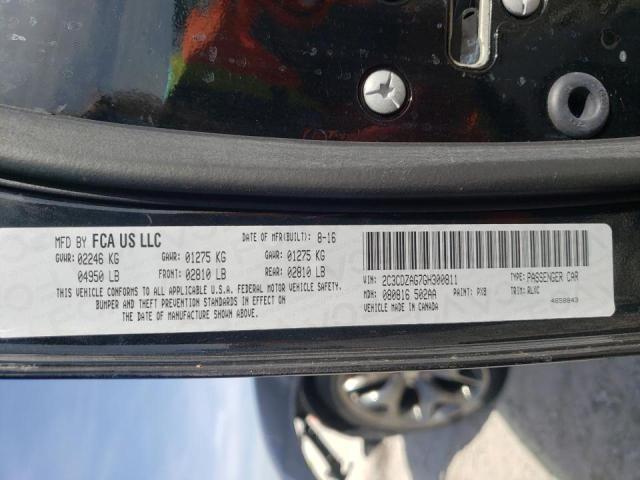 MFD BY FCA US LLC
DATE OF MFR(BUILT): 8-16
GVWR: 02246 KG GAWR: 01275 KG GAWR: 01275 KG
04950 LB FRONT: 02810 LB REAR: 02810 LB
THIS VEHICLE CONFORMS TO ALL APPLICABLE U.S.A. FEDERAL MOTOR VEHICLE SAFETY,
BUMPER AND THEFT PREVENTION STANDARDS IN EFFECT ON
THE DATE OF MANUFACTURE SHOWN ABOVE.
VIN: 2C3CDZAG7GH300811 TYPE: PASSENGER CAR
MDH: 080816 502AA PAINT: PX8 TRIM: RLXC
VEHICLE MADE IN CANADA 4658843